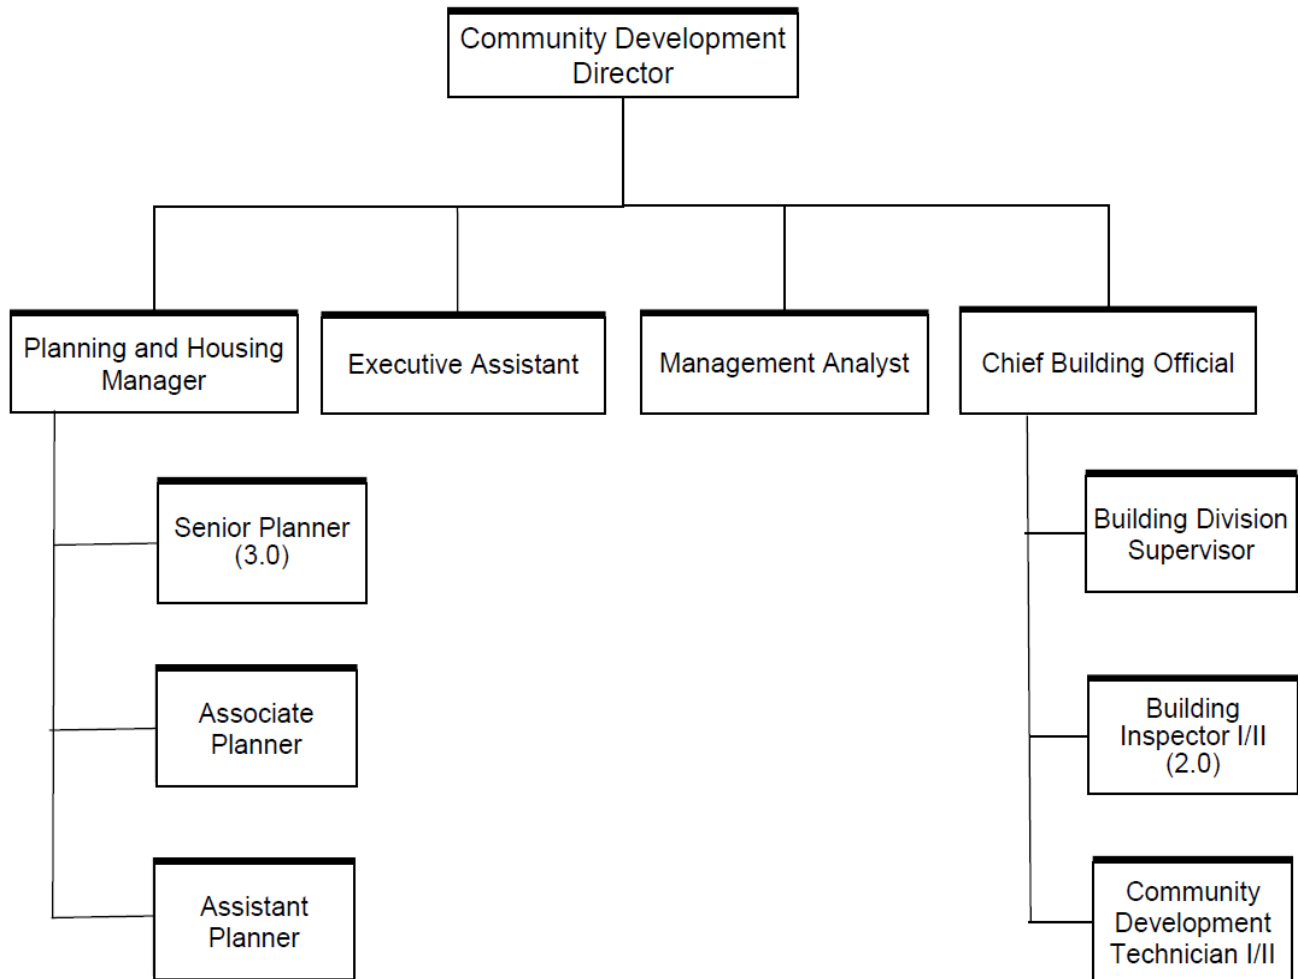 Community Development
Director
Planning and Housing
Manager
Executive Assistant
Management Analyst
Chief Building Official
Senior Planner
(3.0)
Associate
Planner
Assistant
Planner
Building Division
Supervisor
Building
Inspector I/II
(2.0)
Community
Development
Technician I/II